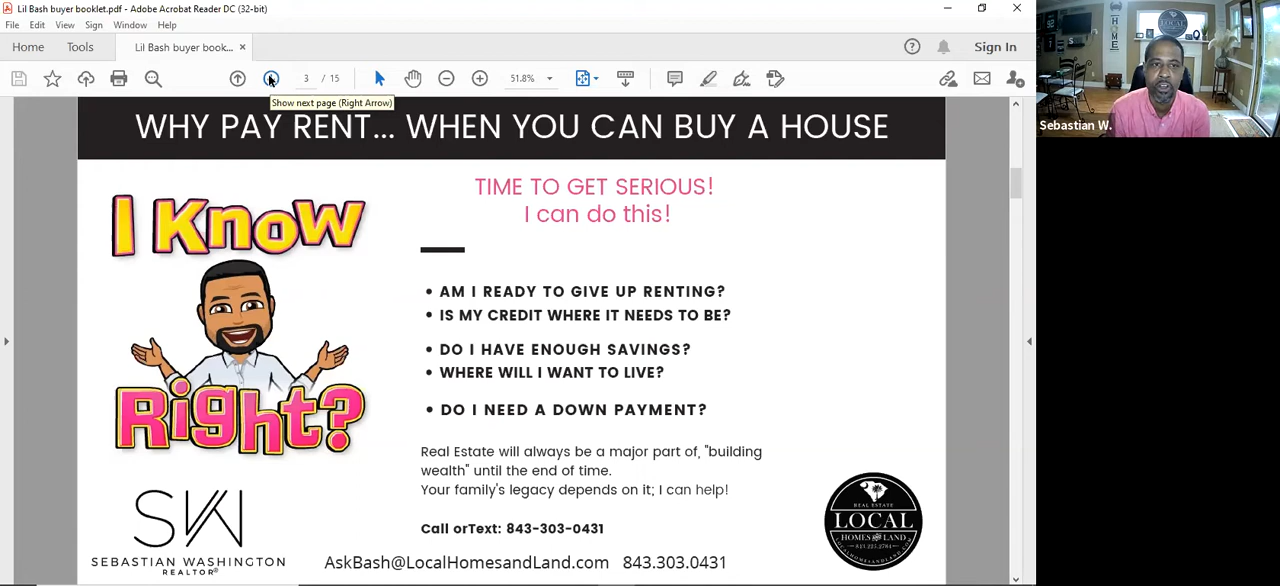 Lil Bash buyer booklet.pdf - Adobe Acrobat Reader DC (32-bit)
File Edit View Sign Window Help
Home Tools Lil Bash buyer book... × Sign In
3 / 15 51.8%
Show next page (Right Arrow)
WHY PAY RENT... WHEN YOU CAN BUY A HOUSE
TIME TO GET SERIOUS!
I can do this!
I Know
Right?
• AM I READY TO GIVE UP RENTING?
• IS MY CREDIT WHERE IT NEEDS TO BE?
• DO I HAVE ENOUGH SAVINGS?
• WHERE WILL I WANT TO LIVE?
• DO I NEED A DOWN PAYMENT?
Real Estate will always be a major part of, "building
wealth" until the end of time.
Your family's legacy depends on it; I can help!
Call orText: 843-303-0431
SW
SEBASTIAN WASHINGTON
REALTOR®
AskBash@LocalHomesandLand.com 843.303.0431
REAL ESTATE
LOCAL
HOMES AND LAND
Sebastian W.
HOME
LOCAL